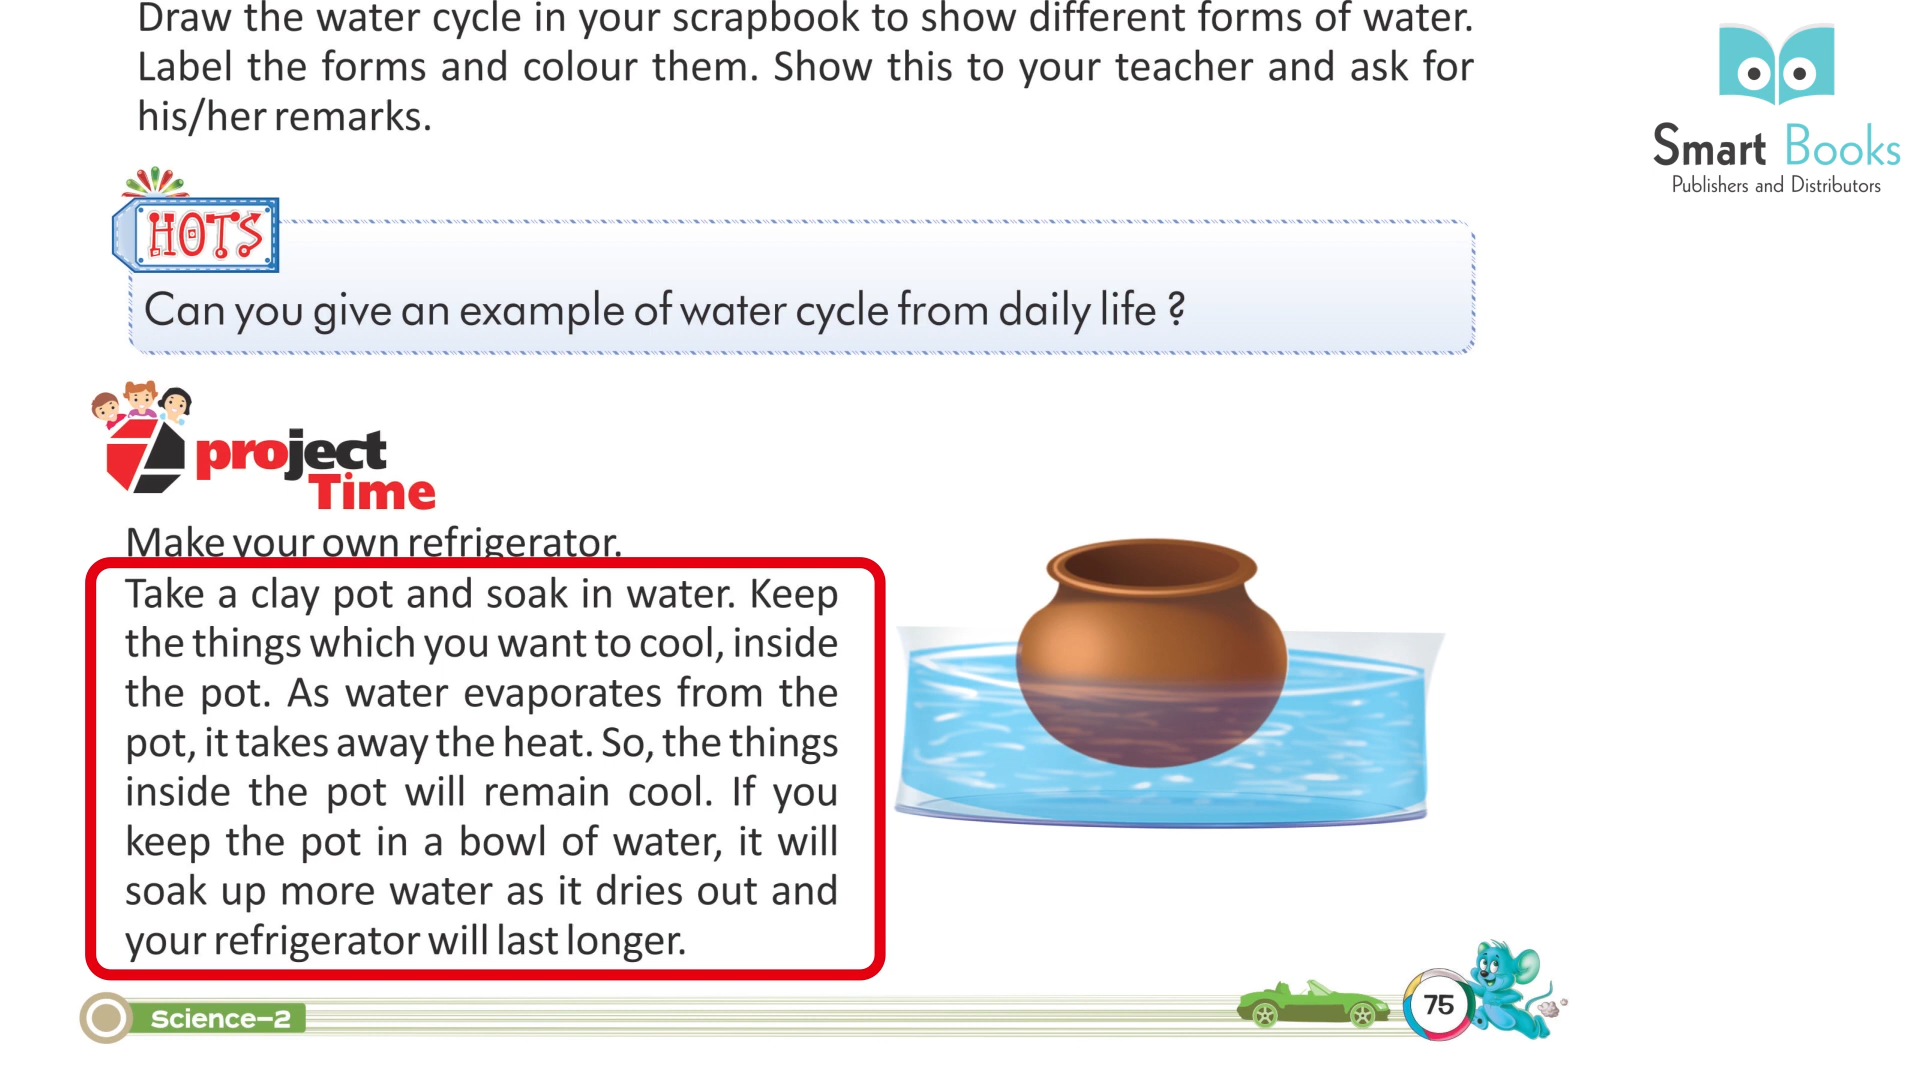 Draw the water cycle in your scrapbook to show different forms of water.
Label the forms and colour them. Show this to your teacher and ask for
his/her remarks.
Smart Books
Publishers and Distributors
HOTS
Can you give an example of water cycle from daily life ?
project
Time
Make your own refrigerator.
Take a clay pot and soak in water. Keep
the things which you want to cool, inside
the pot. As water evaporates from the
pot, it takes away the heat. So, the things
inside the pot will remain cool. If you
keep the pot in a bowl of water, it will
soak up more water as it dries out and
your refrigerator will last longer.
Science–2
75